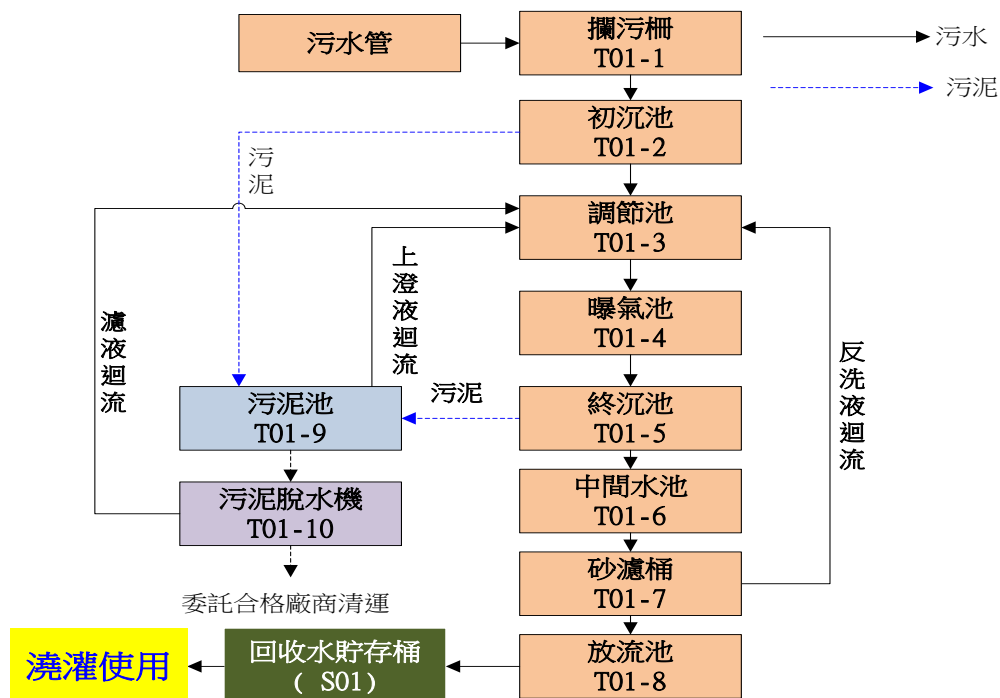 污水管
攔污柵
T01-1
污水
污泥
初沉池
T01-2
污
泥
調節池
T01-3
上
澄
液
迴
流
濾
液
迴
流
曝氣池
T01-4
反
洗
液
迴
流
污泥池
T01-9
污泥
終沉池
T01-5
污泥脫水機
T01-10
中間水池
T01-6
砂濾桶
T01-7
委託合格廠商清運
澆灌使用
回收水貯存桶
( S01)
放流池
T01-8